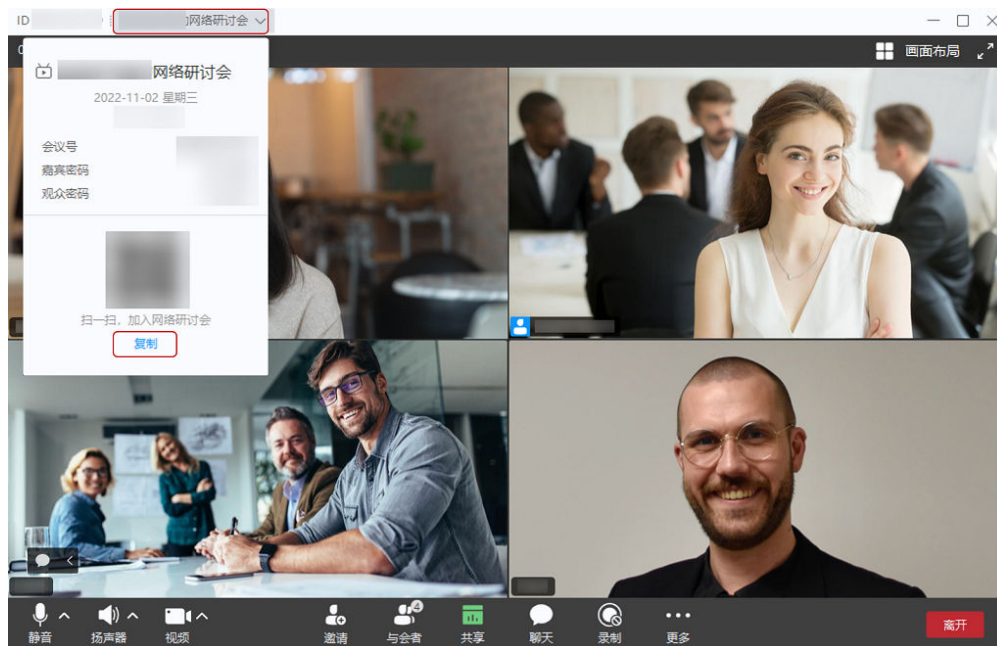 ID
网络研讨会
画面布局
网络研讨会
2022-11-02 星期三
会议号
嘉宾密码
观众密码
扫一扫，加入网络研讨会
复制
4
静音
扬声器
视频
邀请
与会者
共享
聊天
录制
更多
离开